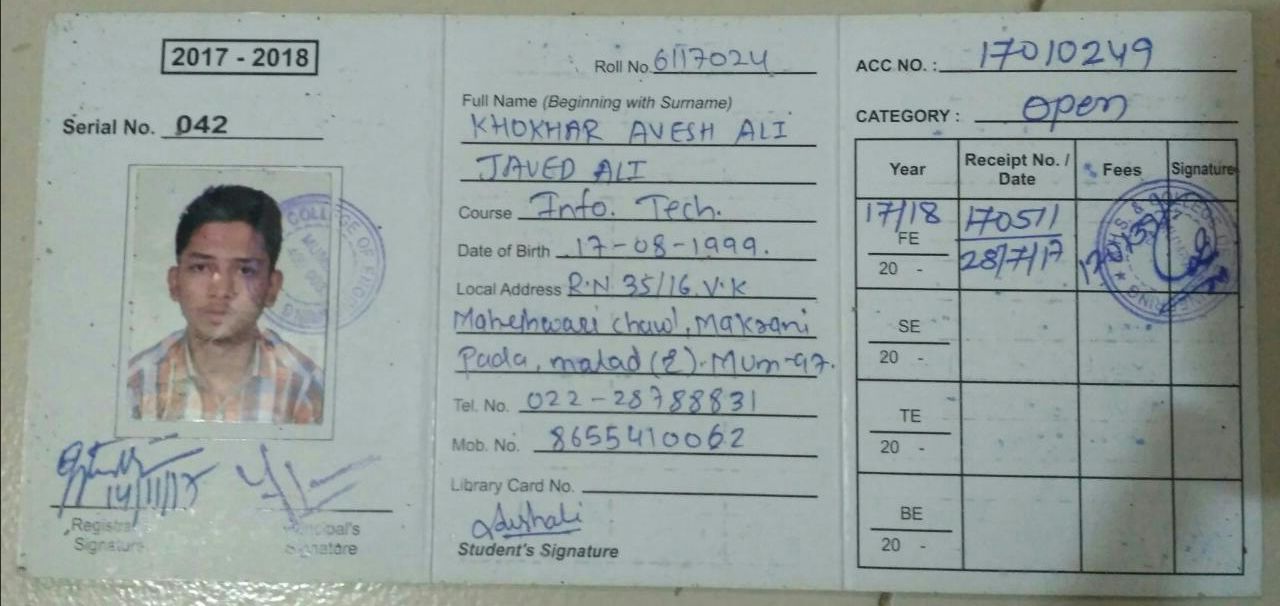 2017 - 2018
Serial No. 042
COLLEGE OF ENGINEERING
14/11/17
Registrar's
Signature
Principal's
Signature
Roll No. 6117024
Full Name (Beginning with Surname)
KHOKHAR AVESH ALI
JAVED ALI
Course Info. Tech.
Date of Birth 17-08-1999.
Local Address R.N. 35/16, V.K
Maheshwari chawl, Makrani
Pada, malad (E). Mum-97.
Tel. No. 022-28788831
Mob. No. 8655410062
Library Card No.
Student's Signature
ACC NO. : 17010249
CATEGORY : open
Year Receipt No. / Date Fees Signature
17/18 170511
FE
20 - 28/7/17
SE
20 -
TE
20 -
BE
20 -